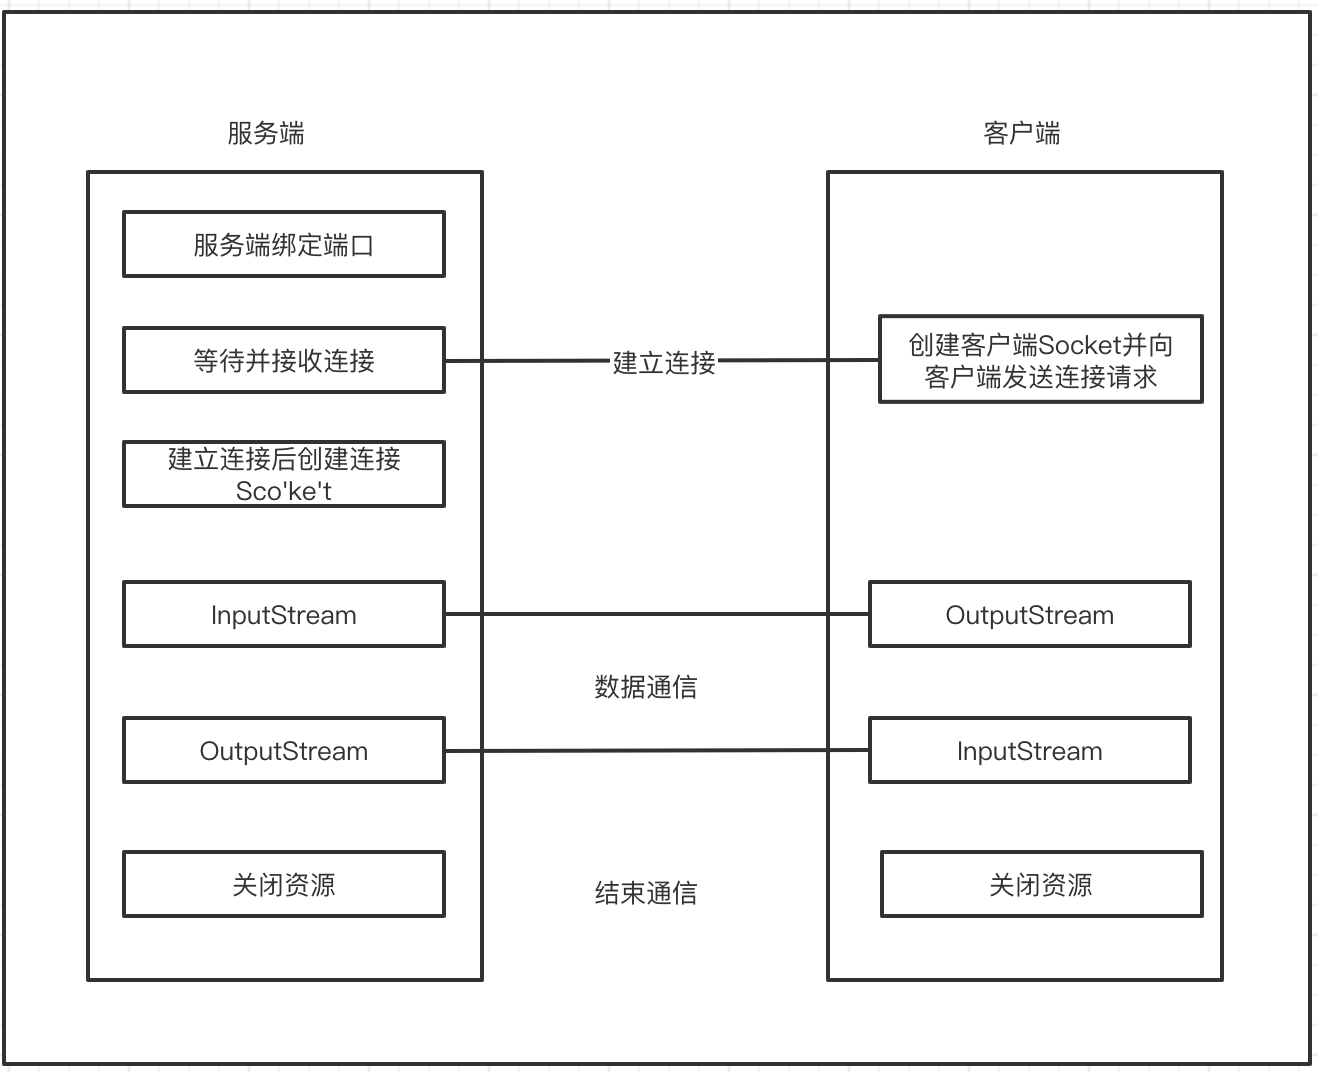 服务端
客户端
服务端绑定端口
等待并接收连接
建立连接
创建客户端Socket并向
客户端发送连接请求
建立连接后创建连接
Sco'ke't
InputStream
OutputStream
数据通信
OutputStream
InputStream
关闭资源
结束通信
关闭资源